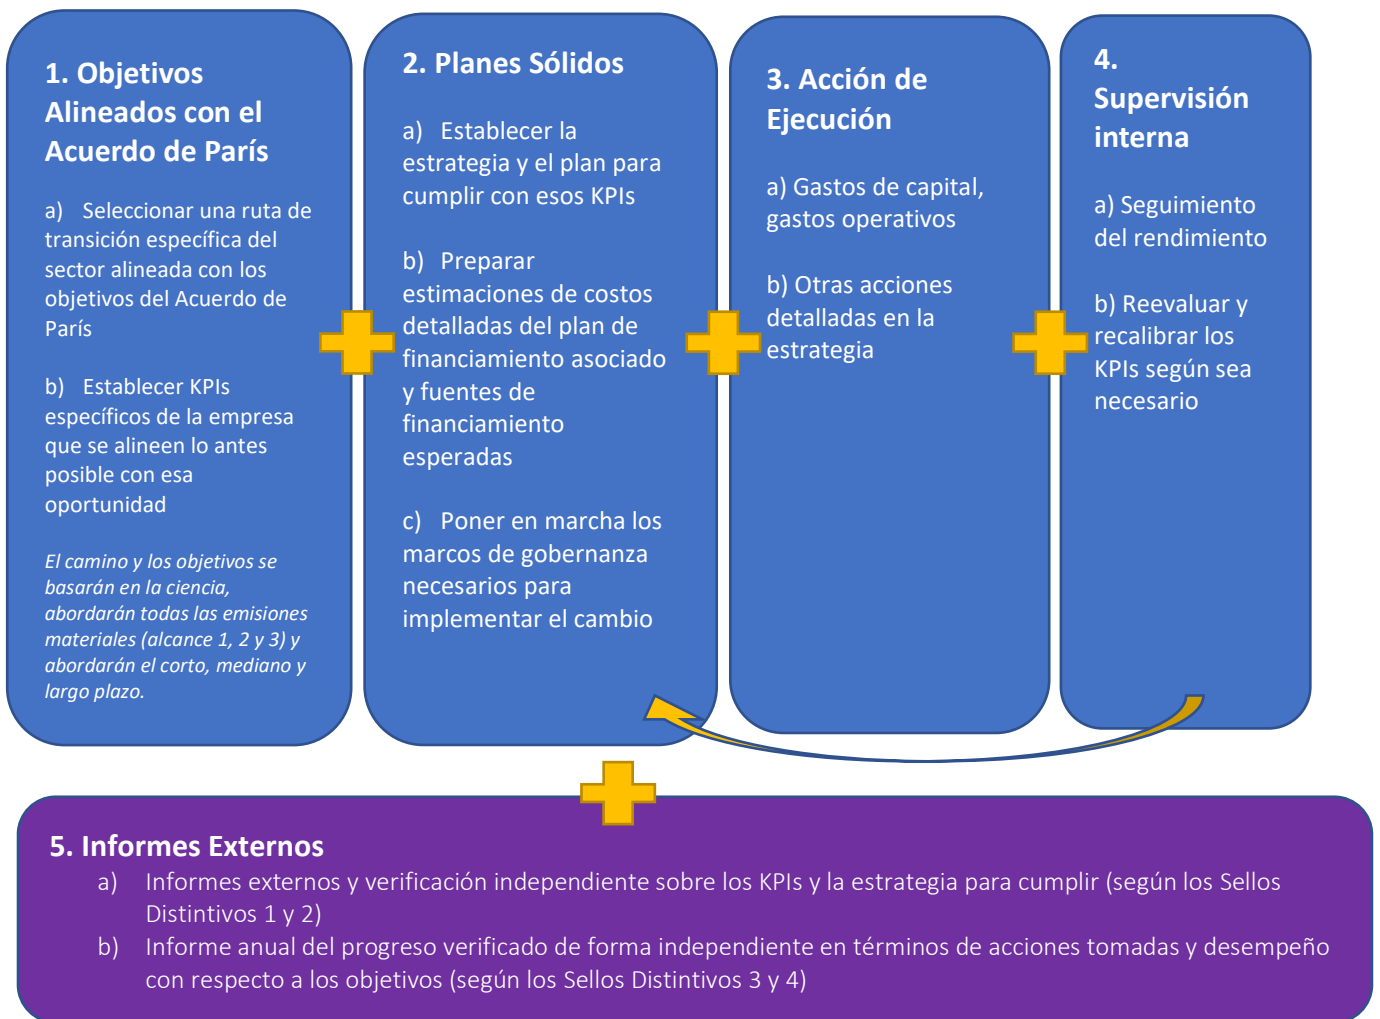 1. Objetivos
Alineados con el
Acuerdo de París
a) Seleccionar una ruta de
transición específica del
sector alineada con los
objetivos del Acuerdo de
París
b) Establecer KPIs
específicos de la empresa
que se alineen lo antes
posible con esa
oportunidad
El camino y los objetivos se
basarán en la ciencia,
abordarán todas las emisiones
materiales (alcance 1, 2 y 3) y
abordarán el corto, mediano y
largo plazo.
2. Planes Sólidos
a) Establecer la
estrategia y el plan para
cumplir con esos KPIs
b) Preparar
estimaciones de costos
detalladas del plan de
financiamiento asociado
y fuentes de
financiamiento
esperadas
c) Poner en marcha los
marcos de gobernanza
necesarios para
implementar el cambio
3. Acción de
Ejecución
a) Gastos de capital,
gastos operativos
b) Otras acciones
detalladas en la
estrategia
4.
Supervisión
interna
a) Seguimiento
del rendimiento
b) Reevaluar y
recalibrar los
KPIs según sea
necesario
5. Informes Externos
a) Informes externos y verificación independiente sobre los KPIs y la estrategia para cumplir (según los Sellos
Distintivos 1 y 2)
b) Informe anual del progreso verificado de forma independiente en términos de acciones tomadas y desempeño
con respecto a los objetivos (según los Sellos Distintivos 3 y 4)